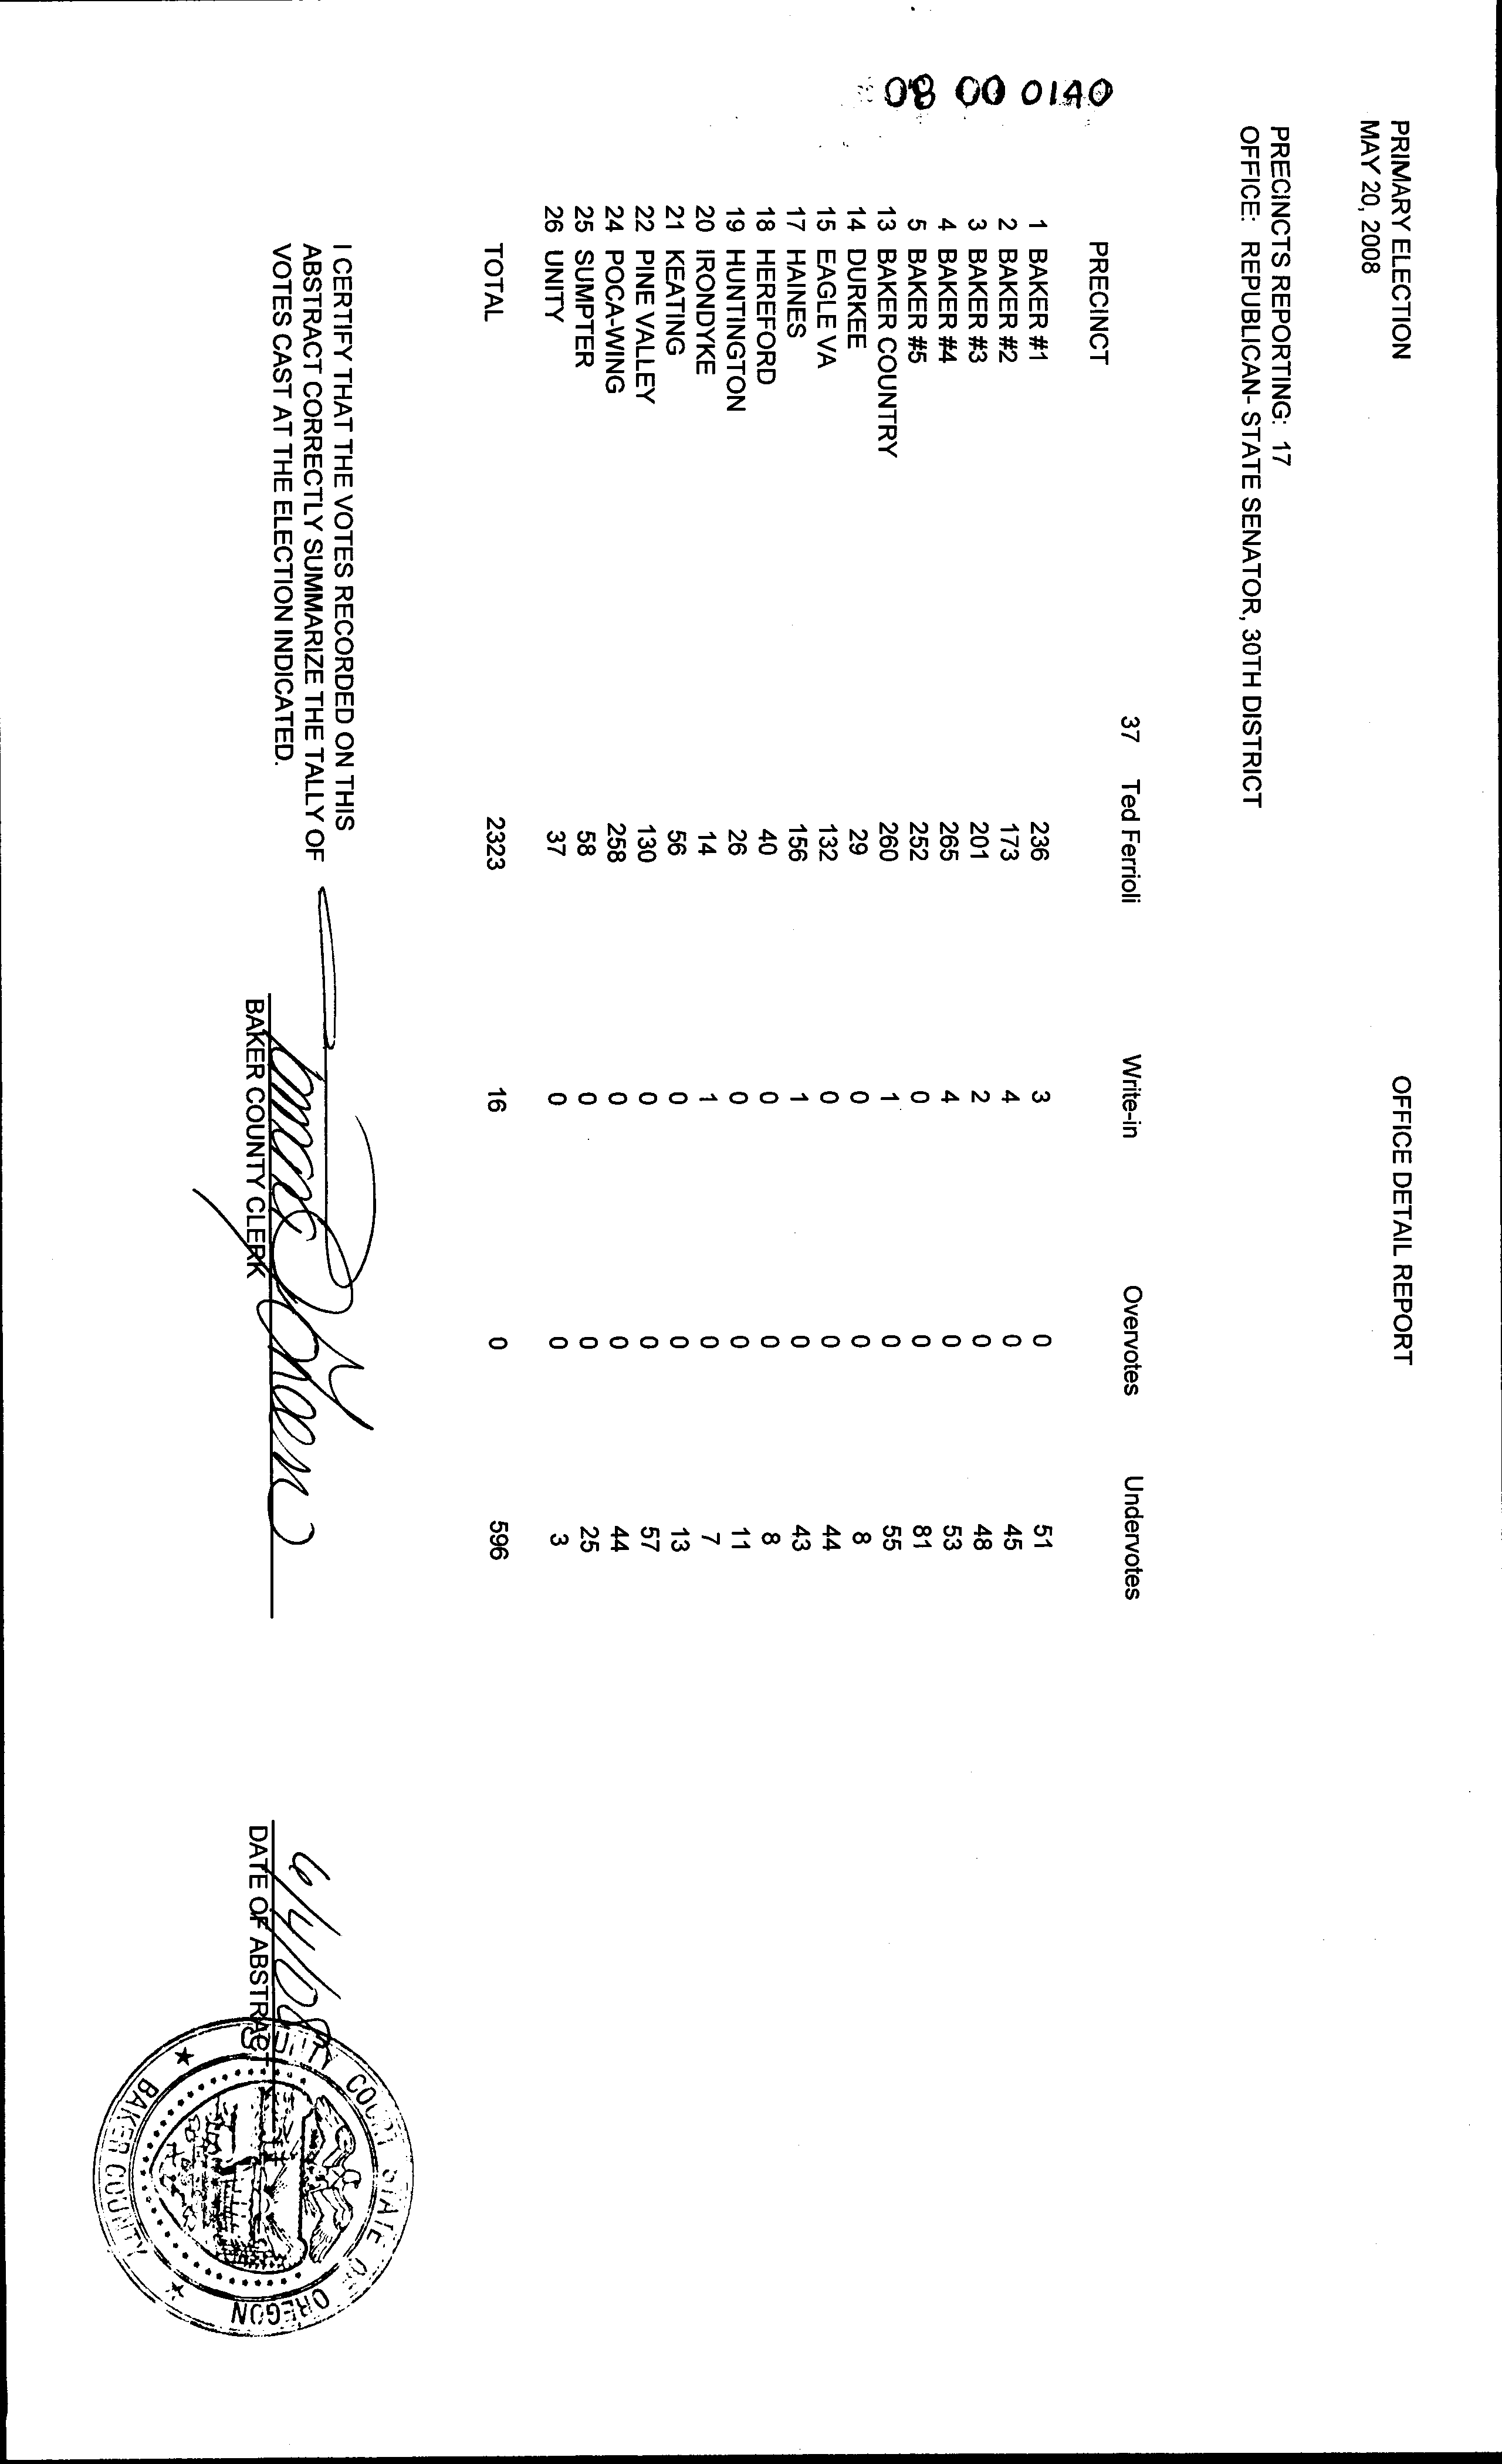 PRIMARY ELECTION OFFICE DETAIL REPORT
MAY 20, 2008
PRECINCTS REPORTING: 17
OFFICE: REPUBLICAN- STATE SENATOR, 30TH DISTRICT
37 Ted Ferrioli Write-in Overvotes Undervotes
PRECINCT
08 00 0140
1 BAKER #1 236 3 0 51
2 BAKER #2 173 4 0 45
3 BAKER #3 201 2 0 48
4 BAKER #4 265 4 0 53
5 BAKER #5 252 0 0 81
13 BAKER COUNTRY 260 1 0 55
14 DURKEE 29 0 0 8
15 EAGLE VA 132 0 0 44
17 HAINES 156 1 0 43
18 HEREFORD 40 0 0 8
19 HUNTINGTON 26 0 0 11
20 IRONDYKE 14 1 0 7
21 KEATING 56 0 0 13
22 PINE VALLEY 130 0 0 57
24 POCA-WING 258 0 0 44
25 SUMPTER 58 0 0 25
26 UNITY 37 0 0 3
TOTAL 2323 16 0 596
I CERTIFY THAT THE VOTES RECORDED ON THIS
ABSTRACT CORRECTLY SUMMARIZE THE TALLY OF
VOTES CAST AT THE ELECTION INDICATED.
6/4/08
BAKER COUNTY CLERK DATE OF ABSTRACT
COUNTY COURT STATE OF OREGON
BAKER COUNTY